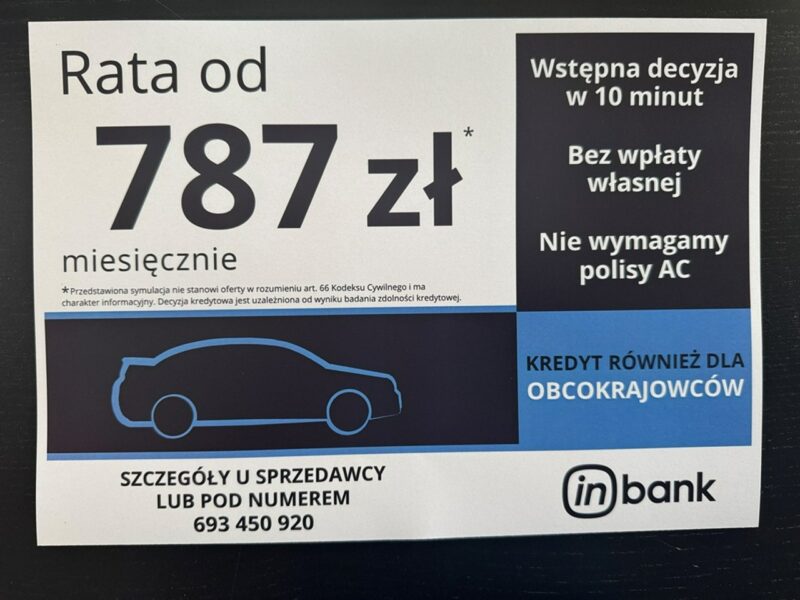 Rata od
787 zł*
miesięcznie
*Przedstawiona symulacja nie stanowi oferty w rozumieniu art. 66 Kodeksu Cywilnego i ma
charakter informacyjny. Decyzja kredytowa jest uzależniona od wyniku badania zdolności kredytowej.
Wstępna decyzja
w 10 minut
Bez wpłaty
własnej
Nie wymagamy
polisy AC
KREDYT RÓWNIEŻ DLA
OBCOKRAJOWCÓW
SZCZEGÓŁY U SPRZEDAWCY
LUB POD NUMEREM
693 450 920
inbank